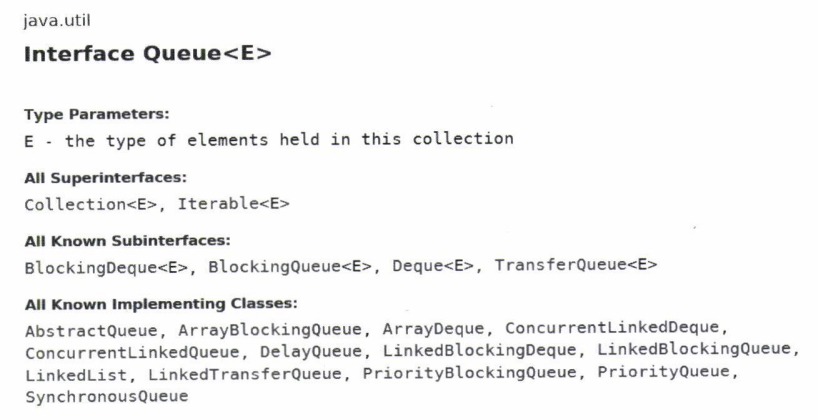 java.util
Interface Queue<E>
Type Parameters:
E - the type of elements held in this collection
All Superinterfaces:
Collection<E>, Iterable<E>
All Known Subinterfaces:
BlockingDeque<E>, BlockingQueue<E>, Deque<E>, TransferQueue<E>
All Known Implementing Classes:
AbstractQueue, ArrayBlockingQueue, ArrayDeque, ConcurrentLinkedDeque,
ConcurrentLinkedQueue, DelayQueue, LinkedBlockingDeque, LinkedBlockingQueue,
LinkedList, LinkedTransferQueue, PriorityBlockingQueue, PriorityQueue,
SynchronousQueue